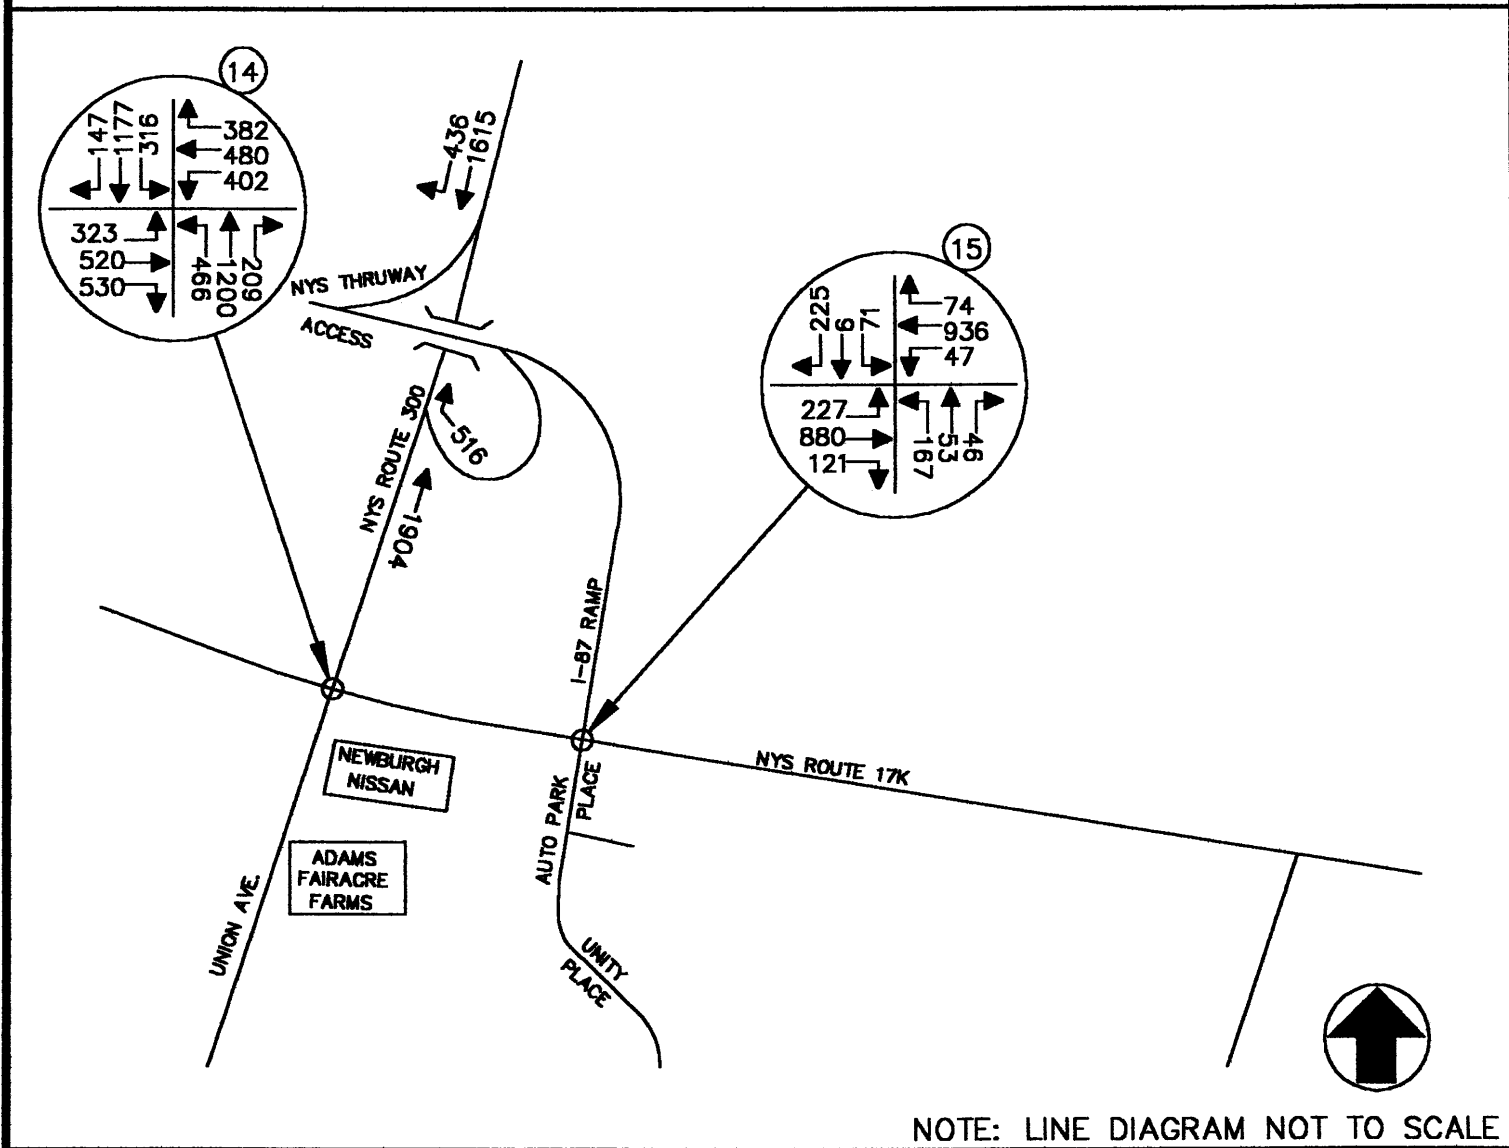 14
147
1177
316
382
480
402
323
520
530
466
1200
209
436
1615
NYS THRUWAY
ACCESS
NYS ROUTE 300
516
1904
15
225
6
71
74
936
47
227
880
121
167
53
46
I-87 RAMP
NEWBURGH
NISSAN
NYS ROUTE 17K
AUTO PARK
PLACE
ADAMS
FAIRACRE
FARMS
UNION AVE.
UNITY
PLACE
NOTE: LINE DIAGRAM NOT TO SCALE